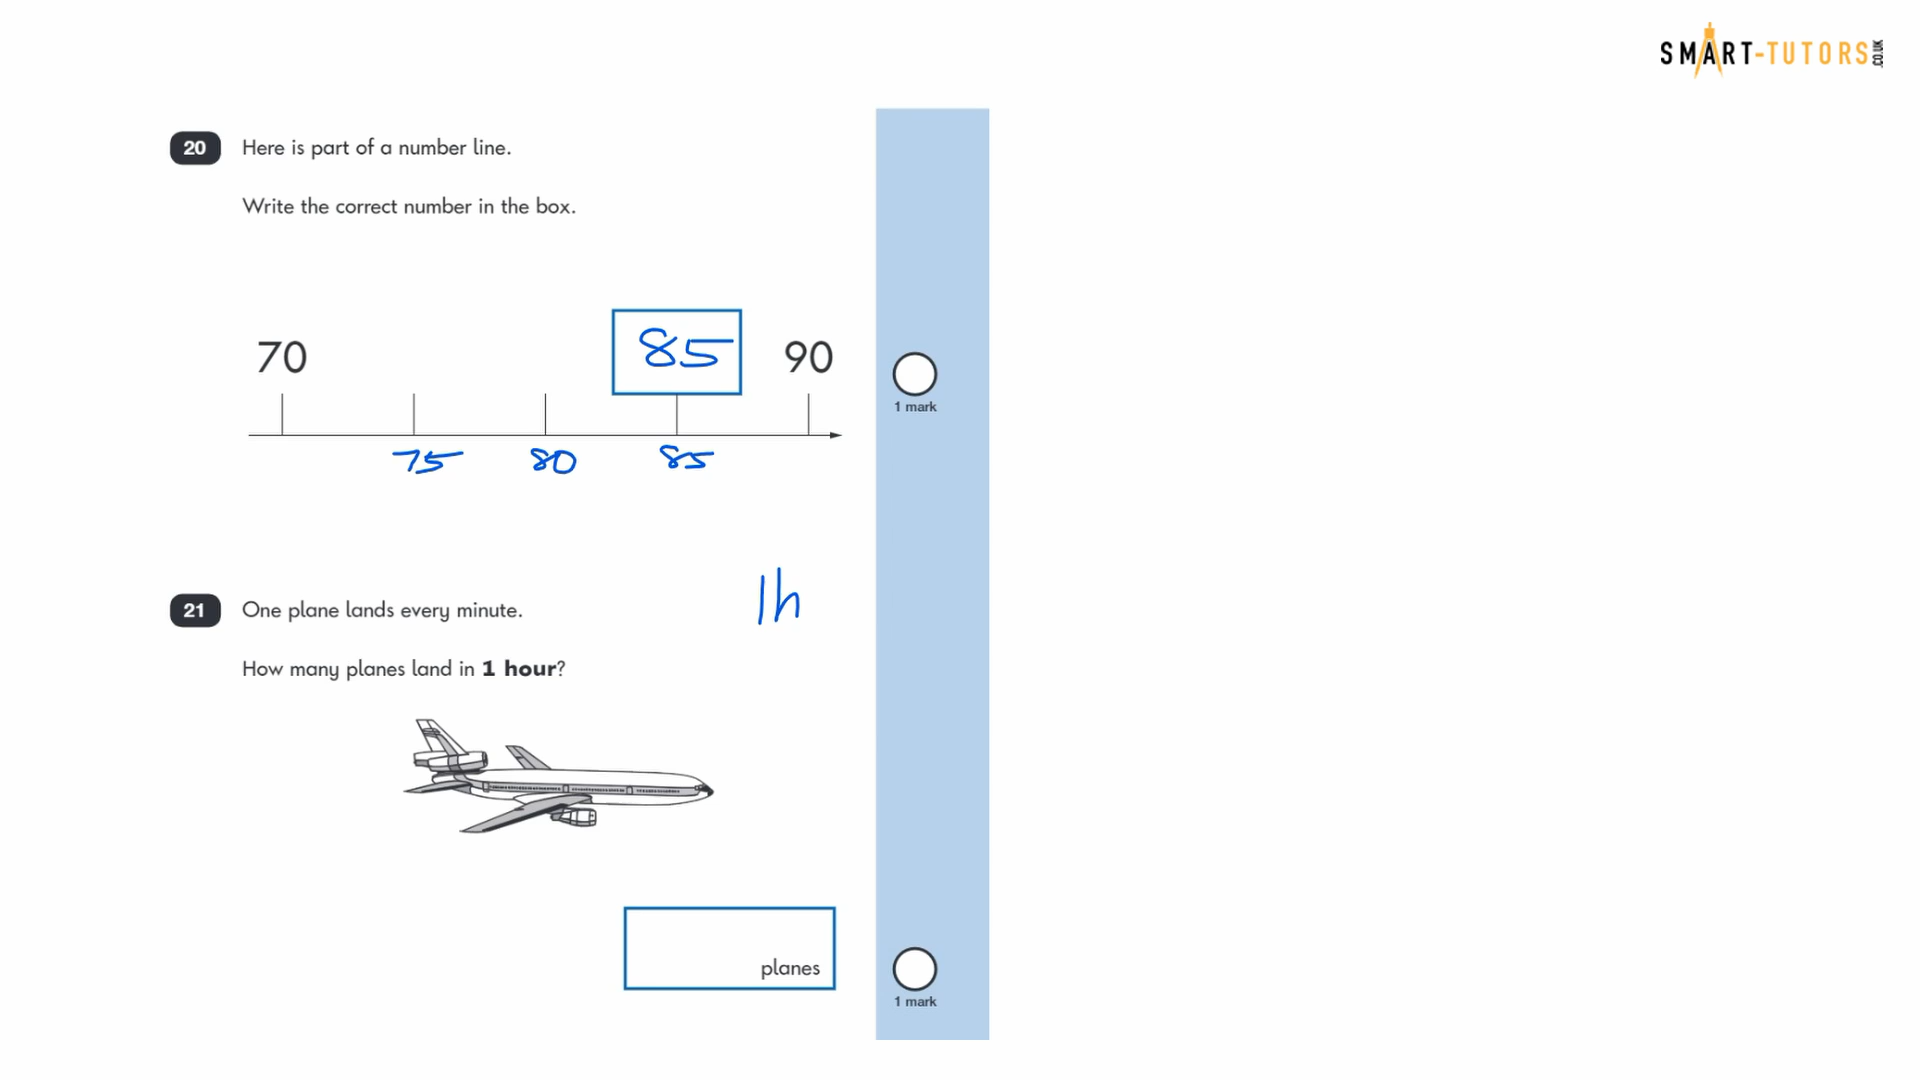 SMART-TUTORS.CO.UK
20 Here is part of a number line.
Write the correct number in the box.
70 85 90
1 mark
75 80 85
1h
21 One plane lands every minute.
How many planes land in 1 hour?
planes
1 mark